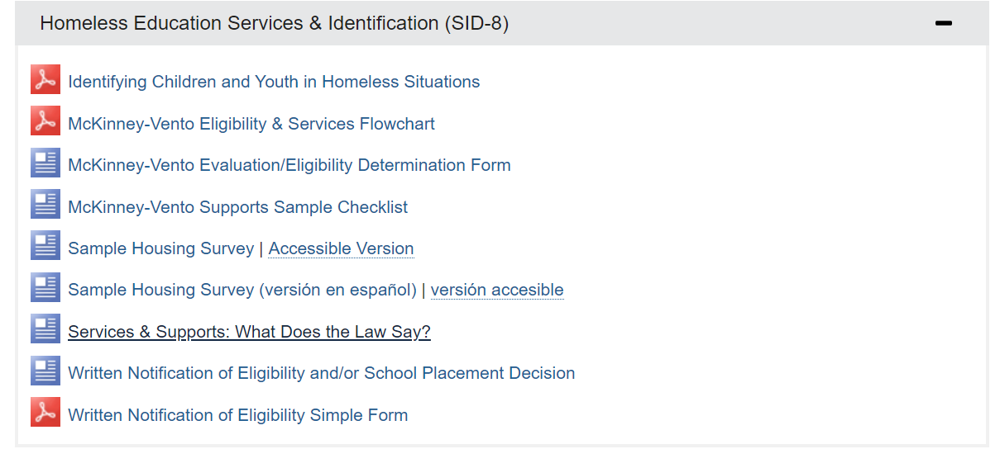 Homeless Education Services & Identification (SID-8)
Identifying Children and Youth in Homeless Situations
McKinney-Vento Eligibility & Services Flowchart
McKinney-Vento Evaluation/Eligibility Determination Form
McKinney-Vento Supports Sample Checklist
Sample Housing Survey | Accessible Version
Sample Housing Survey (versión en español) | versión accesible
Services & Supports: What Does the Law Say?
Written Notification of Eligibility and/or School Placement Decision
Written Notification of Eligibility Simple Form